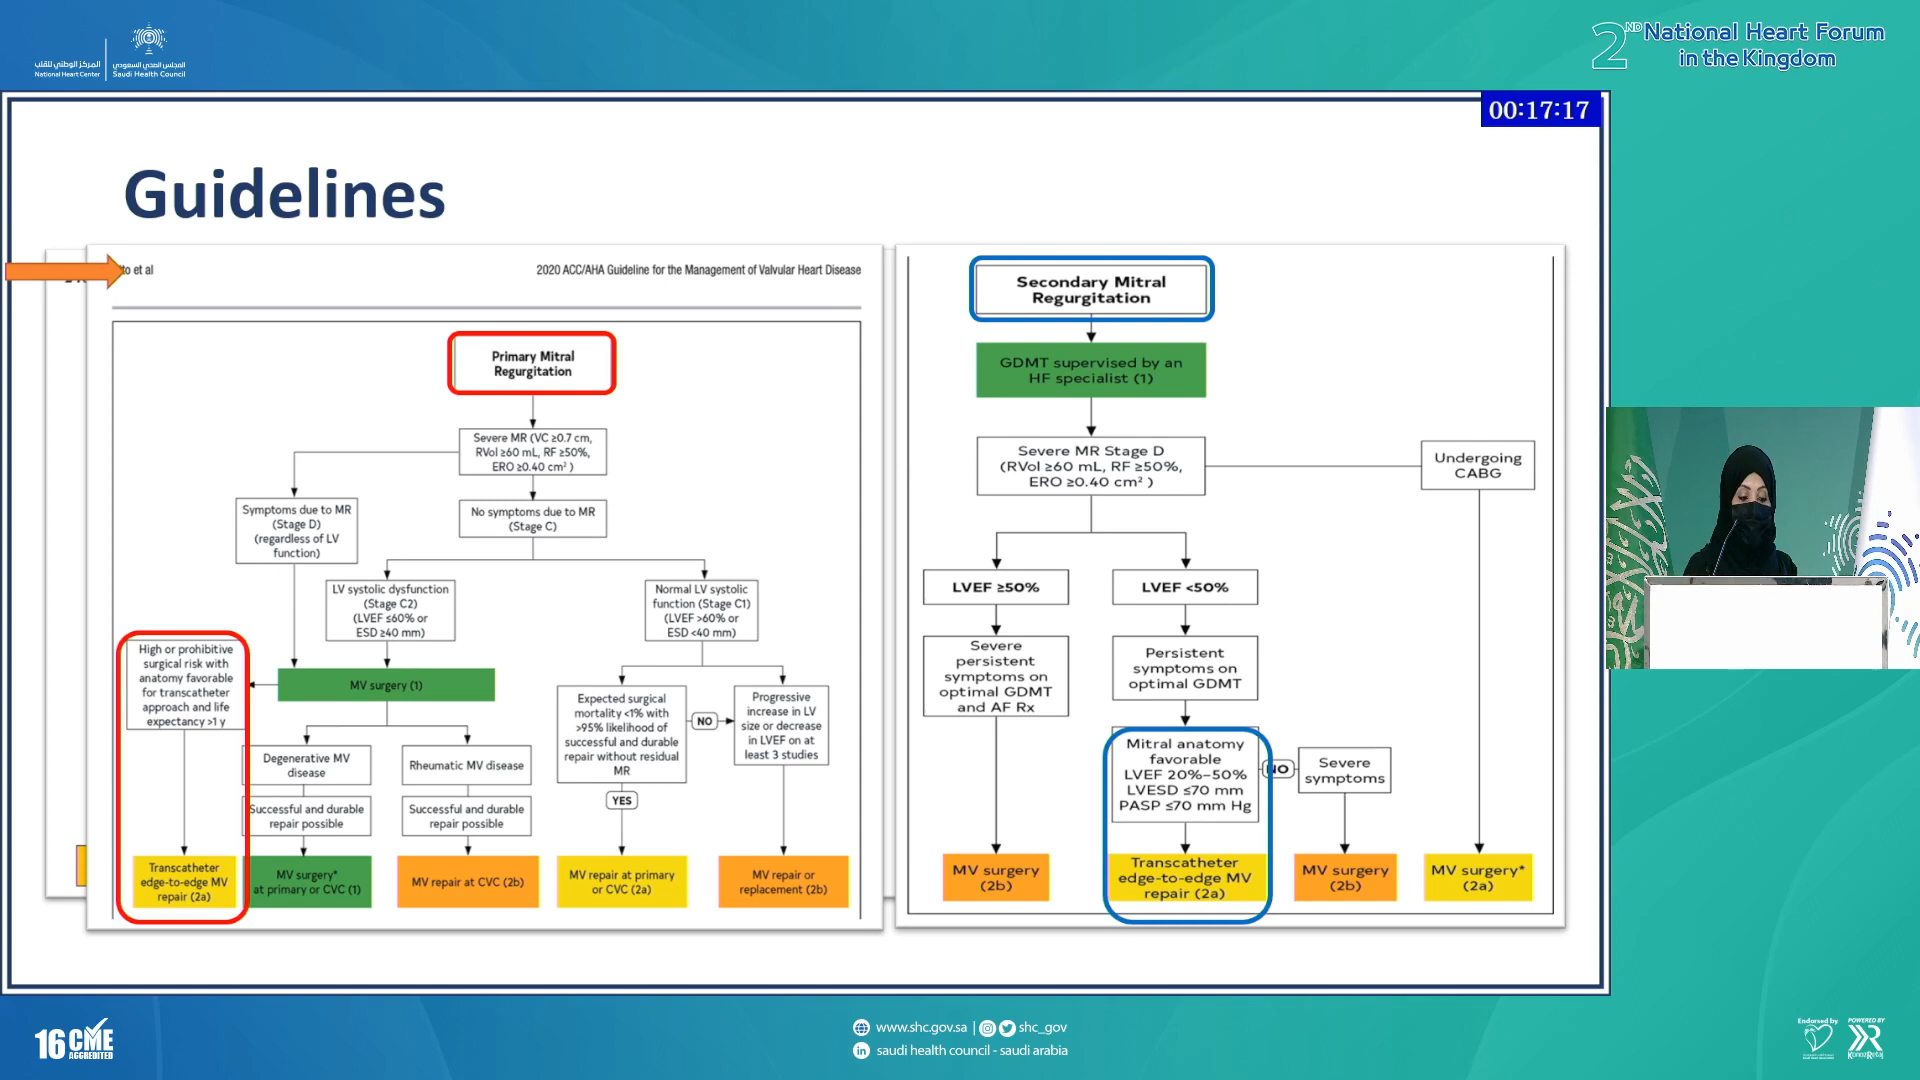 المركز الوطني للقلب
National Heart Center
المجلس الصحي السعودي
Saudi Health Council
2ND National Heart Forum
in the Kingdom
00:17:17
Guidelines
to et al
2020 ACC/AHA Guideline for the Management of Valvular Heart Disease
Primary Mitral
Regurgitation
Severe MR (VC ≥0.7 cm,
RVol ≥60 mL, RF ≥50%,
ERO ≥0.40 cm²)
Symptoms due to MR
(Stage D)
(regardless of LV
function)
No symptoms due to MR
(Stage C)
LV systolic dysfunction
(Stage C2)
(LVEF ≤60% or
ESD ≥40 mm)
Normal LV systolic
function (Stage C1)
(LVEF >60% or
ESD <40 mm)
High or prohibitive
surgical risk with
anatomy favorable
for transcatheter
approach and life
expectancy >1 y
MV surgery (1)
Expected surgical
mortality <1% with
>95% likelihood of
successful and durable
repair without residual
MR
NO
Progressive
increase in LV
size or decrease
in LVEF on at
least 3 studies
Degenerative MV
disease
Rheumatic MV disease
YES
Successful and durable
repair possible
Successful and durable
repair possible
Transcatheter
edge-to-edge MV
repair (2a)
MV surgery*
at primary or CVC (1)
MV repair at CVC (2b)
MV repair at primary
or CVC (2a)
MV repair or
replacement (2b)
Secondary Mitral
Regurgitation
GDMT supervised by an
HF specialist (1)
Severe MR Stage D
(RVol ≥60 mL, RF ≥50%,
ERO ≥0.40 cm²)
Undergoing
CABG
LVEF ≥50%
LVEF <50%
Severe
persistent
symptoms on
optimal GDMT
and AF Rx
Persistent
symptoms on
optimal GDMT
Mitral anatomy
favorable
LVEF 20%–50%
LVESD ≤70 mm
PASP ≤70 mm Hg
NO
Severe
symptoms
MV surgery
(2b)
Transcatheter
edge-to-edge MV
repair (2a)
MV surgery
(2b)
MV surgery*
(2a)
16 CME
ACCREDITED
www.shc.gov.sa | shc_gov
saudi health council - saudi arabia
Endorsed by
POWERED BY
KonozRetaj